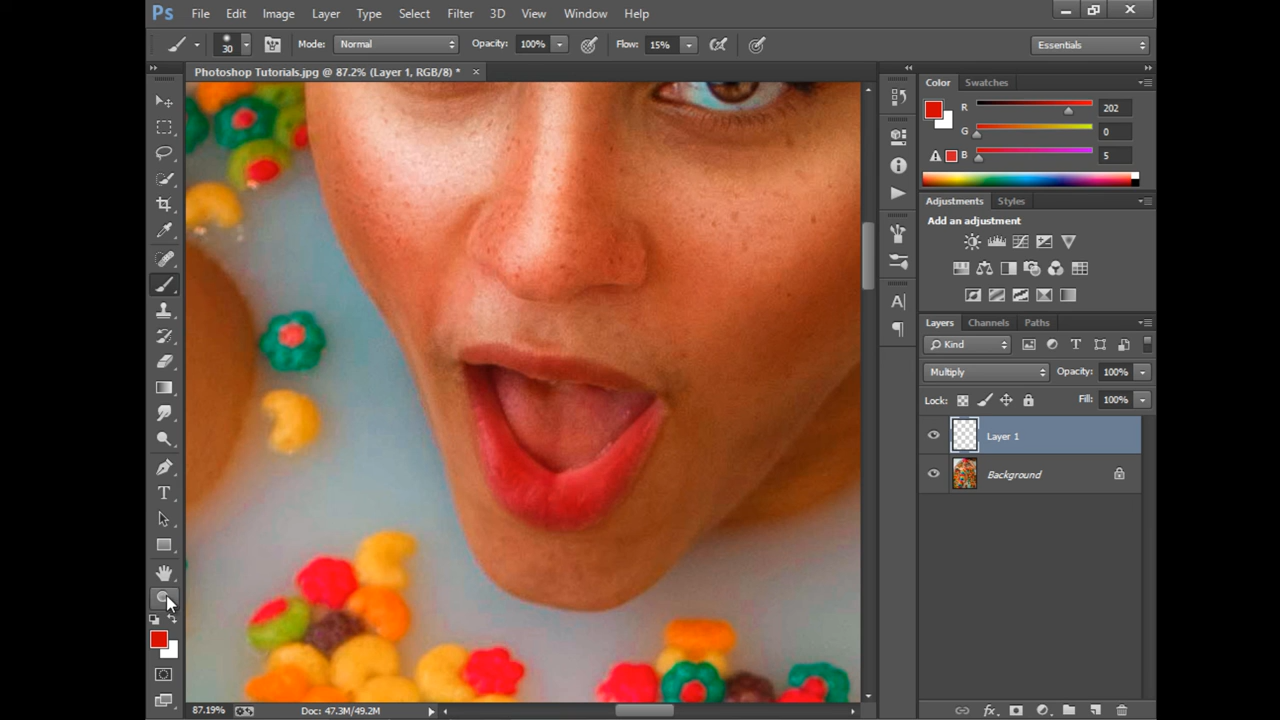 Ps File Edit Image Layer Type Select Filter 3D View Window Help
30 Mode: Normal Opacity: 100% Flow: 15% Essentials
Photoshop Tutorials.jpg @ 87.2% (Layer 1, RGB/8) * ×
Color Swatches
R 202
G 0
B 5
Adjustments Styles
Add an adjustment
Layers Channels Paths
Kind T
Multiply Opacity: 100%
Lock: Fill: 100%
Layer 1
Background
A
T
fx
87.19% Doc: 47.3M/49.2M